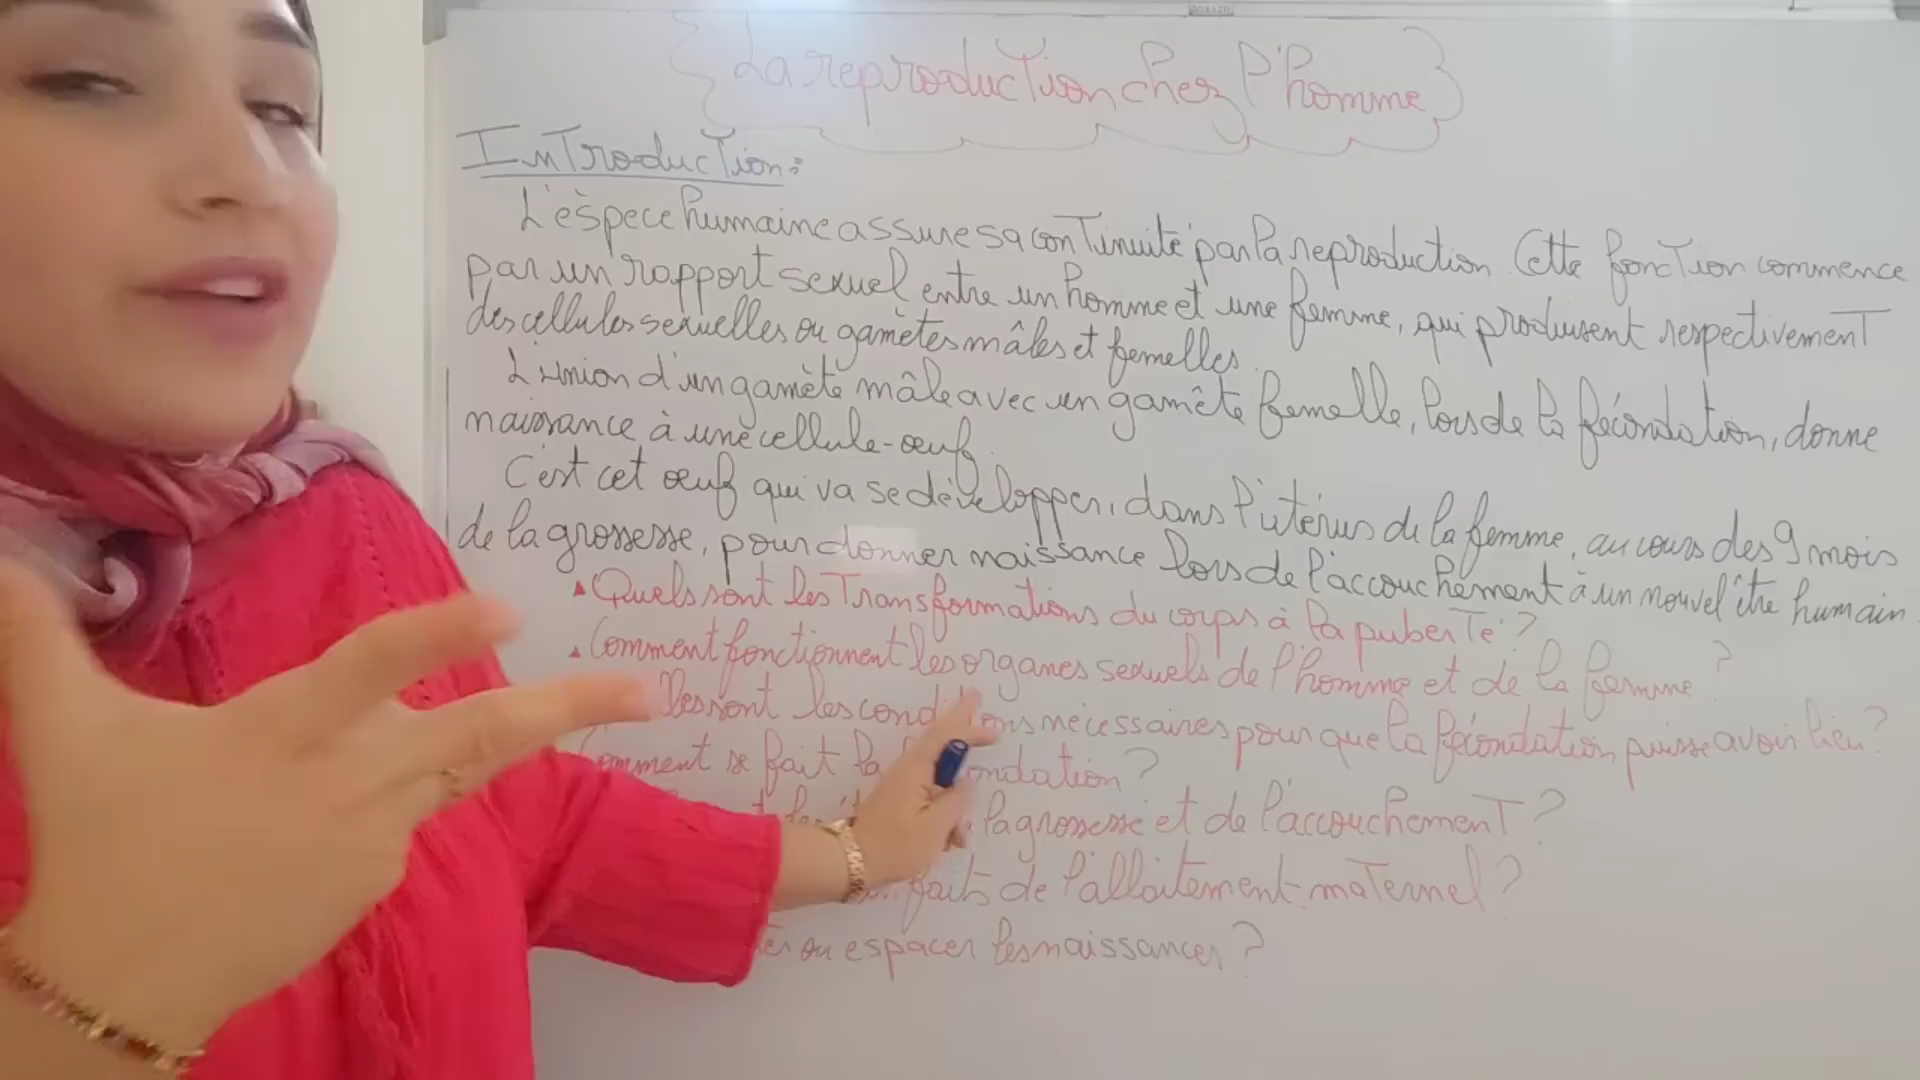 La reproduction chez l'homme
Introduction:
L'èspece humaine assure sa continuité par la reproduction. Cette fonction commence
par un rapport sexuel entre un homme et une femme, qui produisent respectivement
des cellules sexuelles ou gamètes mâles et femelles.
L'union d'un gamète mâle avec un gamète femelle, lors de la fécondation, donne
naissance à une cellule-œuf.
C'est cet œuf qui va se développer, dans l'utérus de la femme, au cours des 9 mois
de la grossesse, pour donner naissance lors de l'accouchement à un nouvel être humain
Quels sont les Transformations du corps à la puberté ?
Comment fonctionnent les organes sexuels de l'homme et de la femme ?
les sont les conditions nécessaires pour que la fécondation puisse avoir lieu ?
Comment se fait la ondation ?
la grossesse et de l'accouchement ?
faits de l'allaitement maternel ?
ter ou espacer les naissances ?